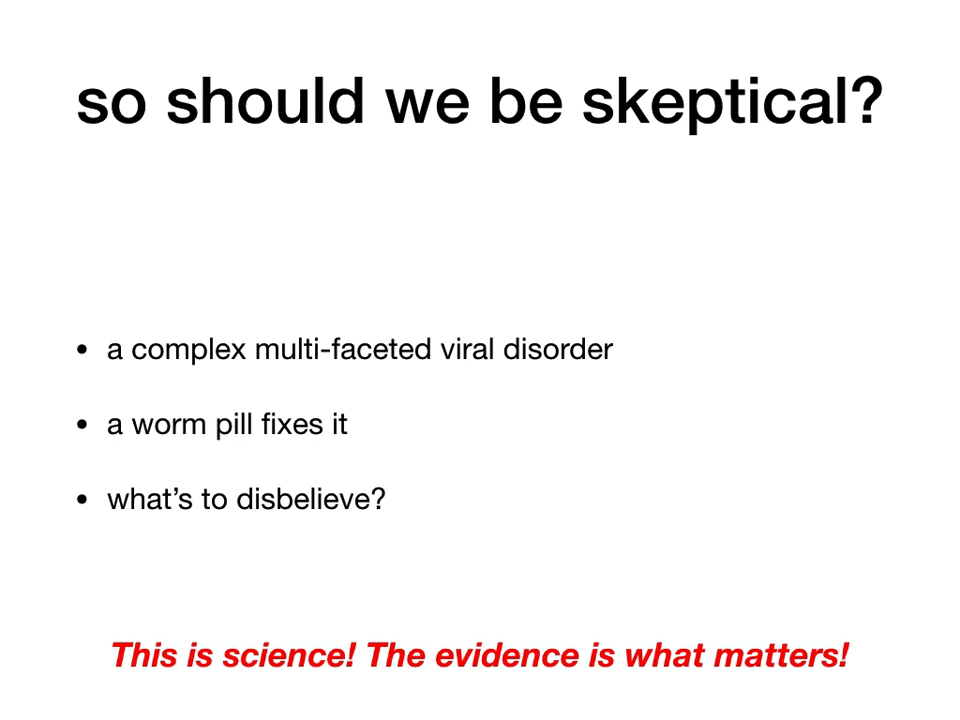 so should we be skeptical?
• a complex multi-faceted viral disorder
• a worm pill fixes it
• what’s to disbelieve?
This is science! The evidence is what matters!